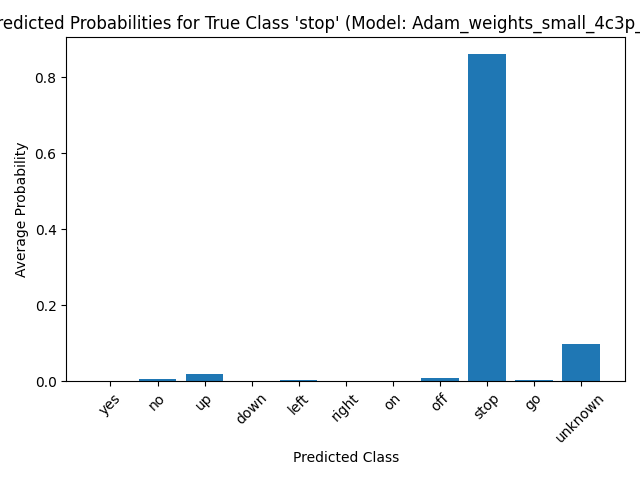 Predicted Probabilities for True Class 'stop' (Model: Adam_weights_small_4c3p_
Average Probability
0.8
0.6
0.4
0.2
0.0
yes
no
up
down
left
right
on
off
stop
go
unknown
Predicted Class